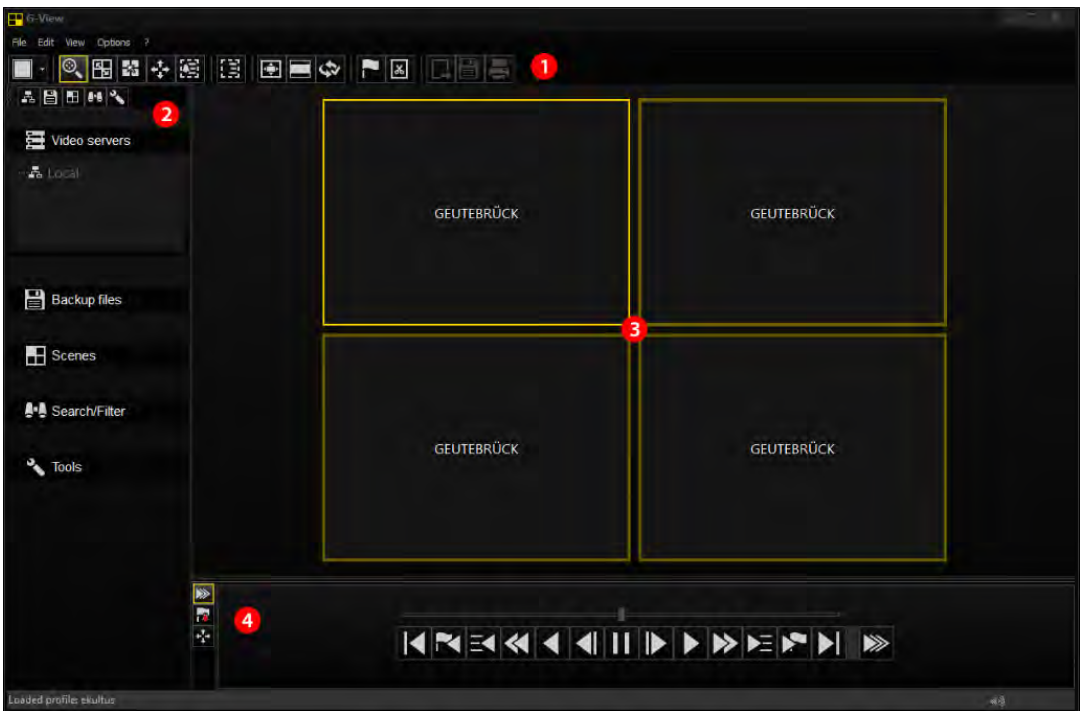 G-View
File Edit View Options ?
1
2
Video servers
Local
GEUTEBRÜCK GEUTEBRÜCK
Backup files
3
Scenes
Search/Filter
GEUTEBRÜCK GEUTEBRÜCK
Tools
4
Loaded profile: ekultus